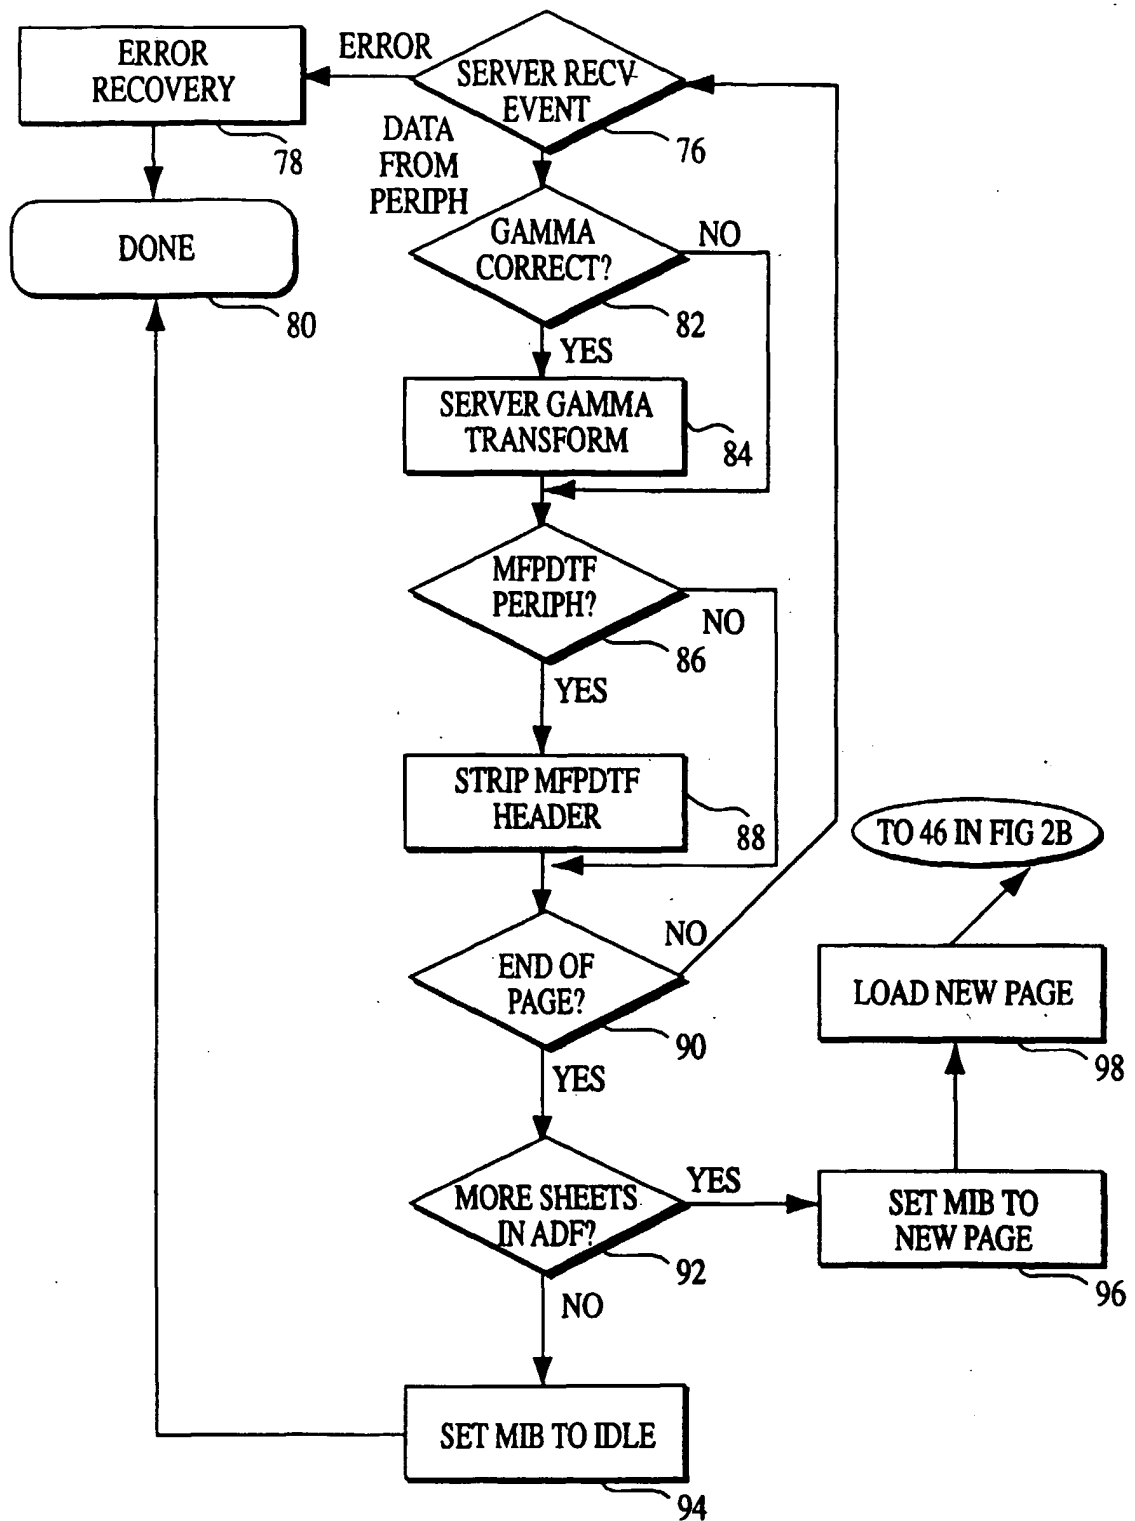 ERROR
RECOVERY
78
ERROR
SERVER RECV
EVENT
76
DATA
FROM
PERIPH
DONE
80
GAMMA
CORRECT?
NO
82
YES
SERVER GAMMA
TRANSFORM
84
MFPDTF
PERIPH?
NO
86
YES
STRIP MFPDTF
HEADER
88
TO 46 IN FIG 2B
NO
END OF
PAGE?
90
LOAD NEW PAGE
98
YES
MORE SHEETS
IN ADF?
YES
92
SET MIB TO
NEW PAGE
96
NO
SET MIB TO IDLE
94